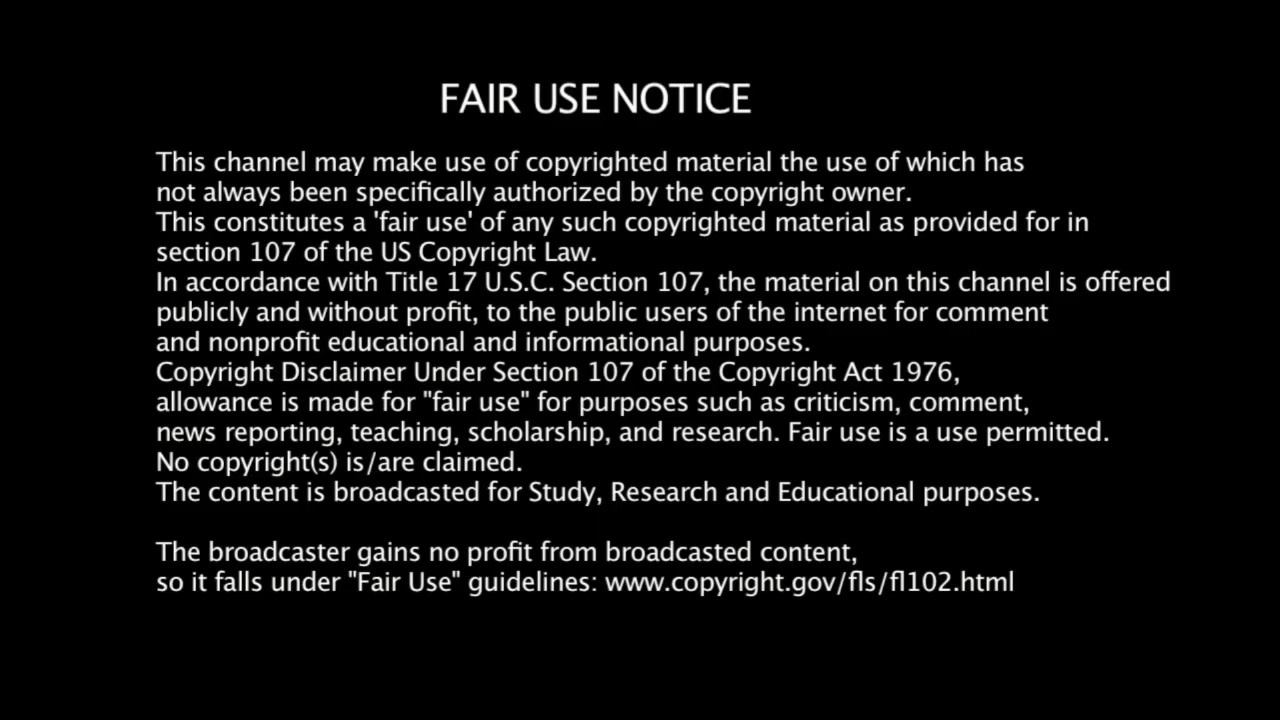 FAIR USE NOTICE
This channel may make use of copyrighted material the use of which has
not always been specifically authorized by the copyright owner.
This constitutes a 'fair use' of any such copyrighted material as provided for in
section 107 of the US Copyright Law.
In accordance with Title 17 U.S.C. Section 107, the material on this channel is offered
publicly and without profit, to the public users of the internet for comment
and nonprofit educational and informational purposes.
Copyright Disclaimer Under Section 107 of the Copyright Act 1976,
allowance is made for "fair use" for purposes such as criticism, comment,
news reporting, teaching, scholarship, and research. Fair use is a use permitted.
No copyright(s) is/are claimed.
The content is broadcasted for Study, Research and Educational purposes.
The broadcaster gains no profit from broadcasted content,
so it falls under "Fair Use" guidelines: www.copyright.gov/fls/fl102.html